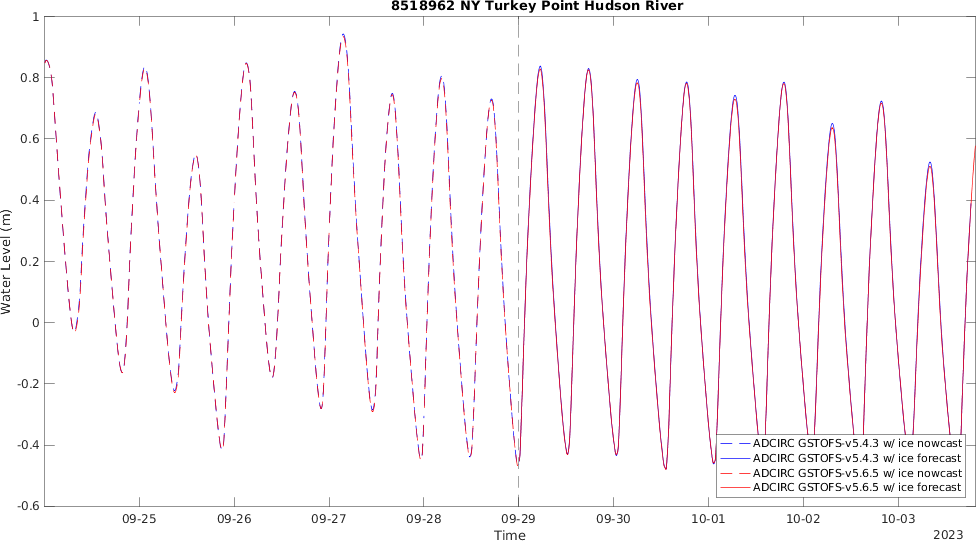 8518962 NY Turkey Point Hudson River
Water Level (m)
1
0.8
0.6
0.4
0.2
0
-0.2
-0.4
-0.6
ADCIRC GSTOFS-v5.4.3 w/ ice nowcast
ADCIRC GSTOFS-v5.4.3 w/ ice forecast
ADCIRC GSTOFS-v5.6.5 w/ ice nowcast
ADCIRC GSTOFS-v5.6.5 w/ ice forecast
09-25 09-26 09-27 09-28 09-29 09-30 10-01 10-02 10-03
Time
2023